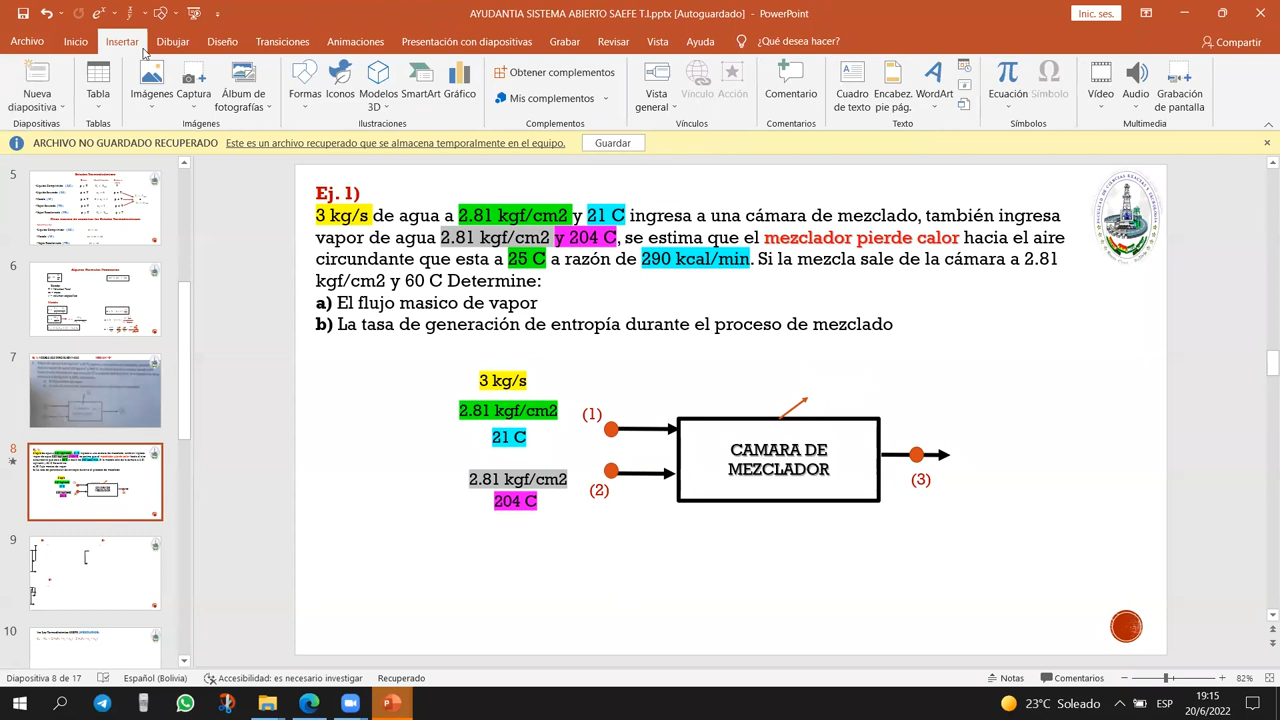 AYUDANTIA SISTEMA ABIERTO SAEFE T.I.pptx [Autoguardado] - PowerPoint
Inic. ses.
Archivo Inicio Insertar Dibujar Diseño Transiciones Animaciones Presentación con diapositivas Grabar Revisar Vista Ayuda ¿Qué desea hacer? Compartir
Nueva diapositiva
Tabla
Imágenes
Captura
Álbum de fotografías
Formas
Iconos
Modelos 3D
SmartArt
Gráfico
Obtener complementos
Mis complementos
Vista general
Vínculo
Acción
Comentario
Cuadro de texto
Encabez. pie pág.
WordArt
Ecuación
Símbolo
Vídeo
Audio
Grabación de pantalla
Diapositivas Tablas Imágenes Ilustraciones Complementos Vínculos Comentarios Texto Símbolos Multimedia
ARCHIVO NO GUARDADO RECUPERADO Este es un archivo recuperado que se almacena temporalmente en el equipo. Guardar
5
6
7
8
9
10
Ej. 1)
3 kg/s de agua a 2.81 kgf/cm2 y 21 C ingresa a una cámara de mezclado, también ingresa
vapor de agua 2.81 kgf/cm2 y 204 C, se estima que el mezclador pierde calor hacia el aire
circundante que esta a 25 C a razón de 290 kcal/min. Si la mezcla sale de la cámara a 2.81
kgf/cm2 y 60 C Determine:
a) El flujo masico de vapor
b) La tasa de generación de entropía durante el proceso de mezclado
3 kg/s
2.81 kgf/cm2
21 C
2.81 kgf/cm2
204 C
(1)
(2)
CAMARA DE
MEZCLADOR
(3)
Diapositiva 8 de 17 Español (Bolivia) Accesibilidad: es necesario investigar Recuperado Notas Comentarios 82%
23°C Soleado ESP
19:15
20/6/2022